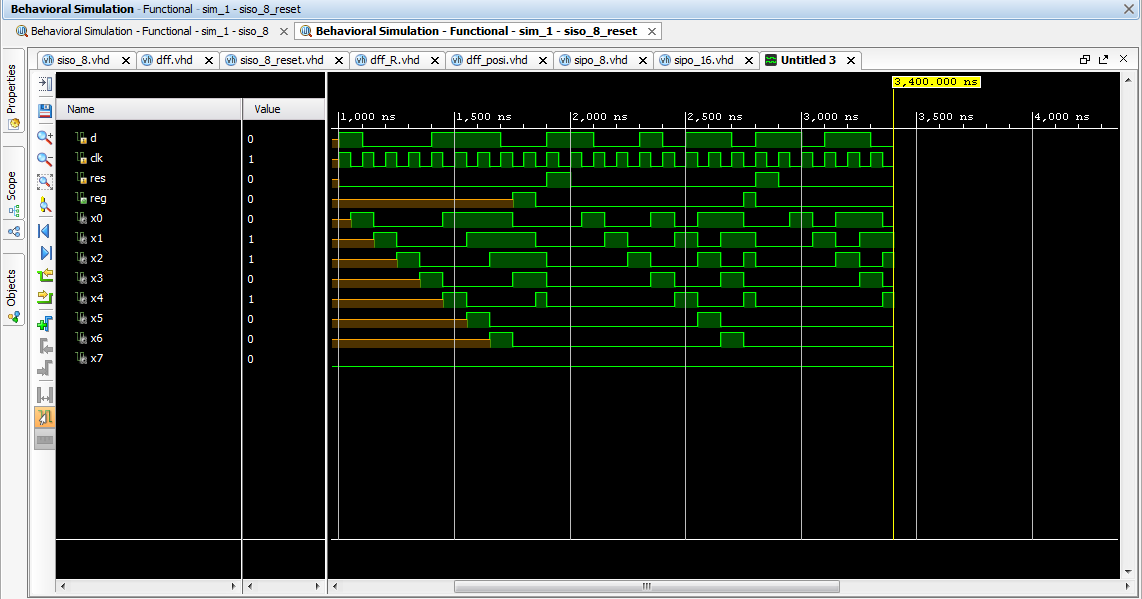 Behavioral Simulation - Functional - sim_1 - siso_8_reset
Behavioral Simulation - Functional - sim_1 - siso_8
Behavioral Simulation - Functional - sim_1 - siso_8_reset
siso_8.vhd
dff.vhd
siso_8_reset.vhd
dff_R.vhd
dff_posi.vhd
sipo_8.vhd
sipo_16.vhd
Untitled 3
Properties
Scope
Objects
3,400.000 ns
Name Value
1,000 ns 1,500 ns 2,000 ns 2,500 ns 3,000 ns 3,500 ns 4,000 ns
d 0
clk 1
res 0
reg 0
x0 0
x1 1
x2 1
x3 0
x4 1
x5 0
x6 0
x7 0